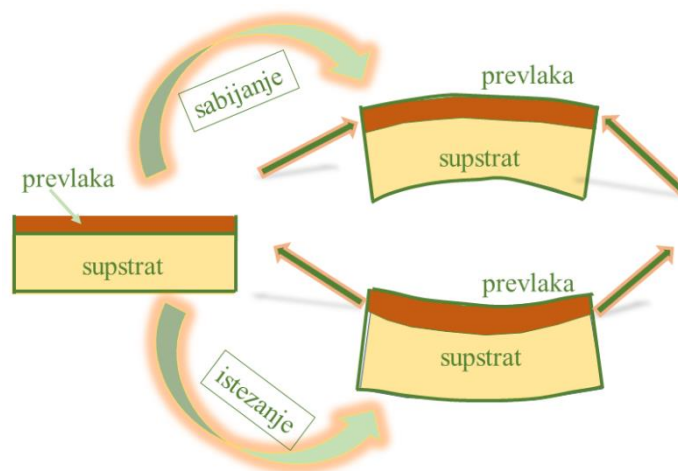 sabijanje
prevlaka
supstrat
prevlaka
supstrat
prevlaka
supstrat
istezanje